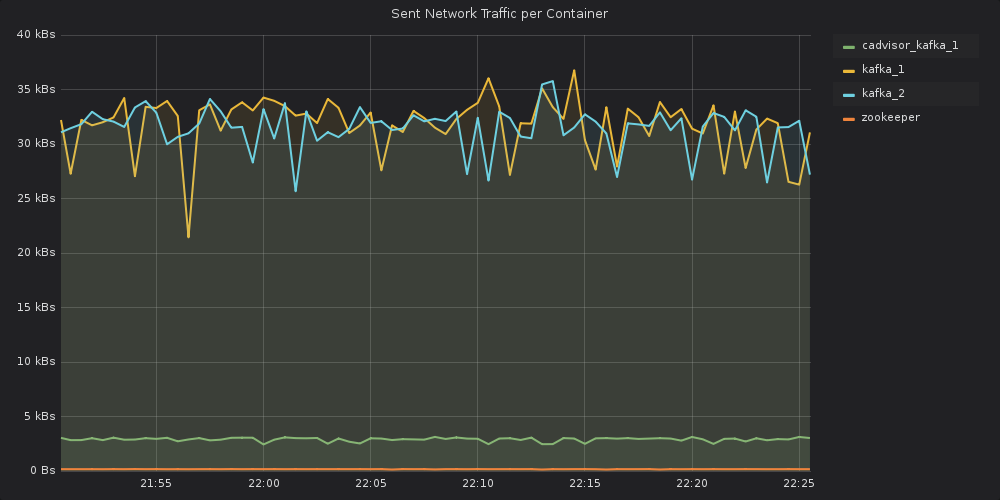 Sent Network Traffic per Container
40 kBs
35 kBs
30 kBs
25 kBs
20 kBs
15 kBs
10 kBs
5 kBs
0 Bs
21:55
22:00
22:05
22:10
22:15
22:20
22:25
cadvisor_kafka_1
kafka_1
kafka_2
zookeeper